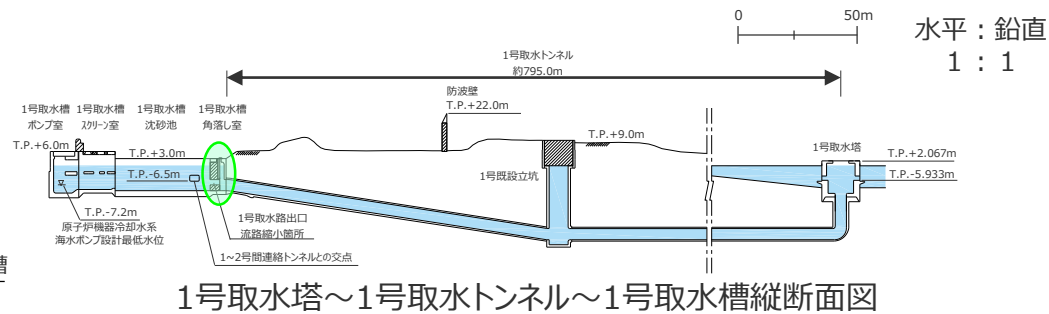 0 50m
水平：鉛直
1 : 1
1号取水トンネル
約795.0m
防波壁
T.P.+22.0m
1号取水槽 1号取水槽 1号取水槽 1号取水槽
ポンプ室 スクリーン室 沈砂池 角落し室
T.P.+6.0m
T.P.+3.0m
T.P.+9.0m
1号取水塔
T.P.+2.067m
T.P.-6.5m
1号既設立坑
T.P.-5.933m
T.P.-7.2m
原子炉機器冷却水系
海水ポンプ設計最低水位
1号取水路出口
流路縮小箇所
1~2号間連絡トンネルとの交点
槽
1号取水塔～1号取水トンネル～1号取水槽縦断面図